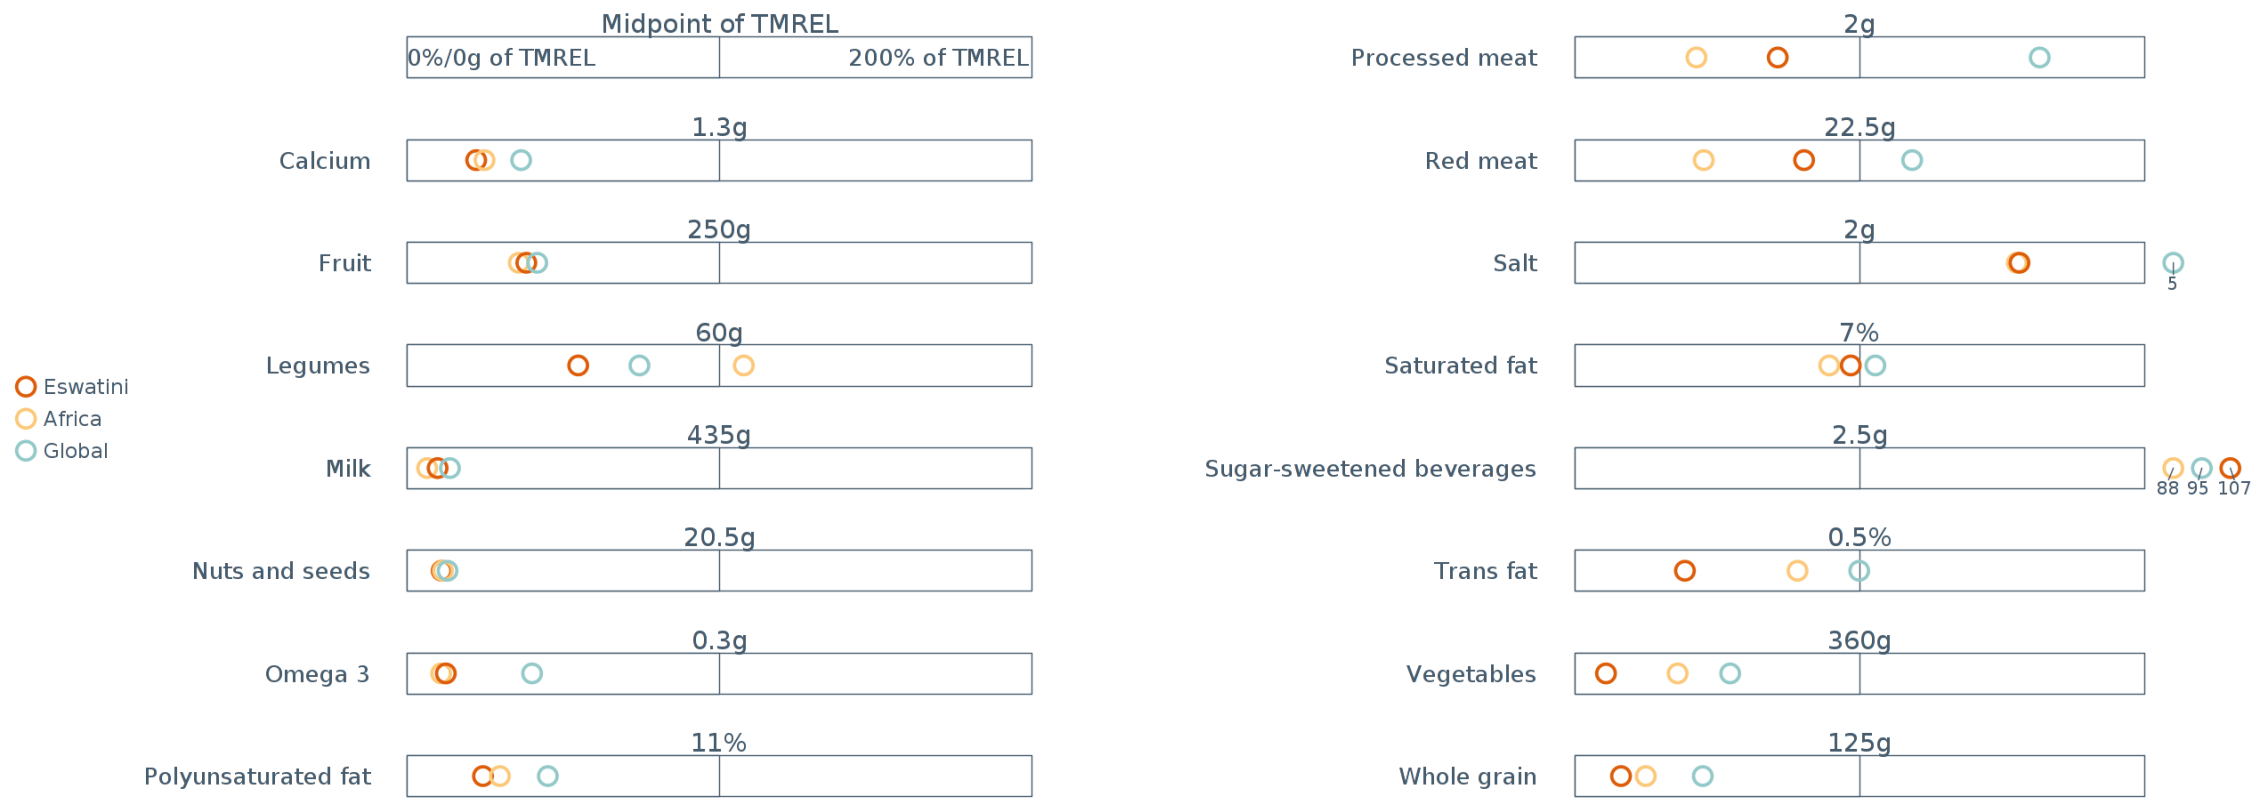 Midpoint of TMREL
0%/0g of TMREL 200% of TMREL
1.3g
Calcium
250g
Fruit
60g
Legumes
435g
Milk
20.5g
Nuts and seeds
0.3g
Omega 3
11%
Polyunsaturated fat
Eswatini
Africa
Global
2g
Processed meat
22.5g
Red meat
2g
Salt
5
7%
Saturated fat
2.5g
Sugar-sweetened beverages
88 95 107
0.5%
Trans fat
360g
Vegetables
125g
Whole grain